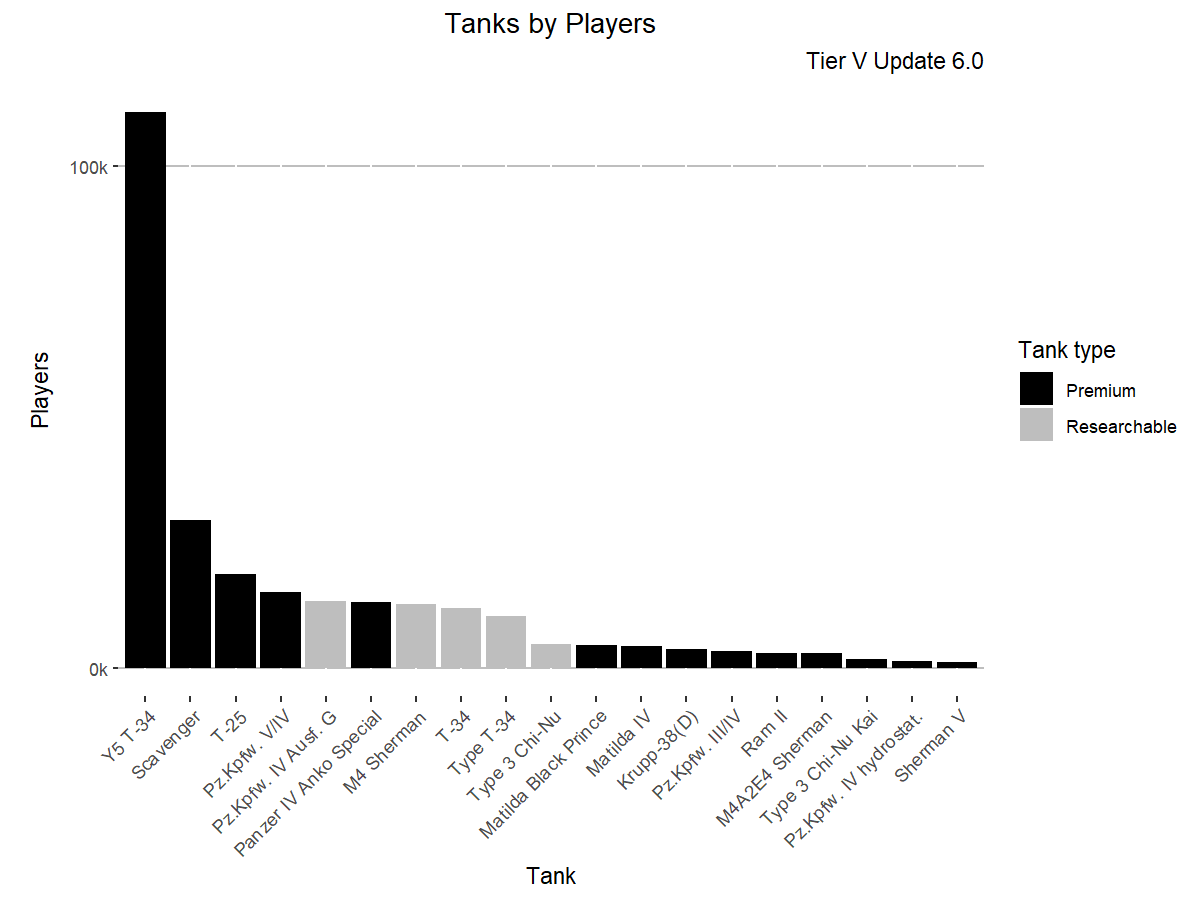 Tanks by Players
Tier V Update 6.0
100k
0k
Players
Y5 T-34
Scavenger
T-25
Pz.Kpfw. V/IV
Pz.Kpfw. IV Ausf. G
Panzer IV Anko Special
M4 Sherman
T-34
Type T-34
Type 3 Chi-Nu
Matilda Black Prince
Matilda IV
Krupp-38(D)
Pz.Kpfw. III/IV
Ram II
M4A2E4 Sherman
Type 3 Chi-Nu Kai
Pz.Kpfw. IV hydrostat.
Sherman V
Tank
Tank type
Premium
Researchable